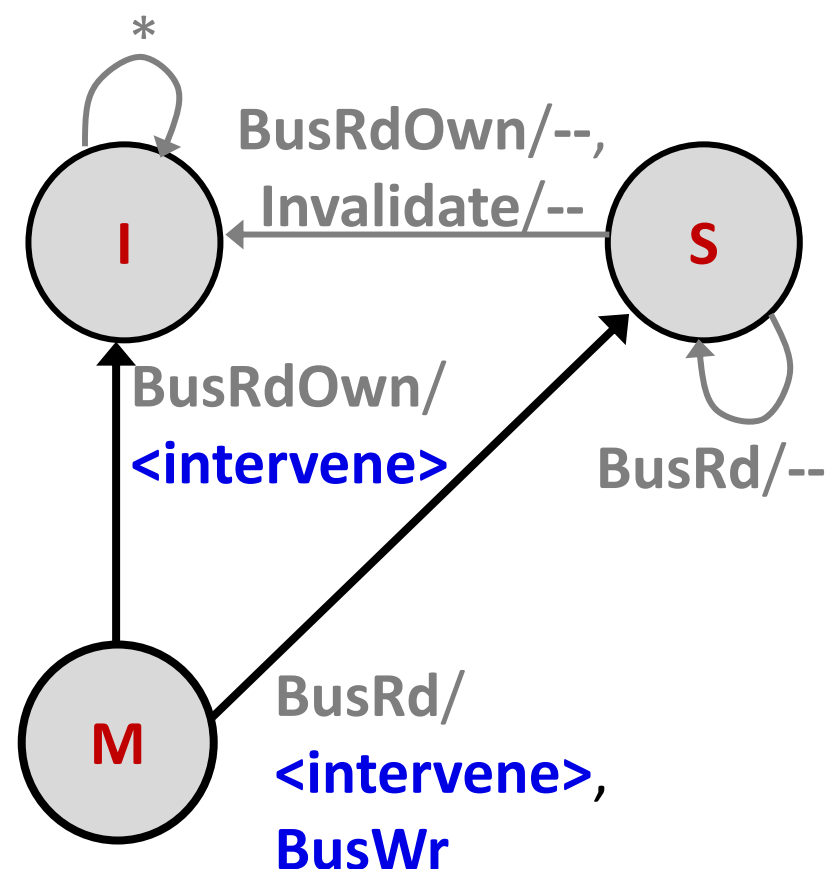 *
BusRdOwn/--,
Invalidate/--
I
S
BusRdOwn/
<intervene>
BusRd/--
M
BusRd/
<intervene>,
BusWr